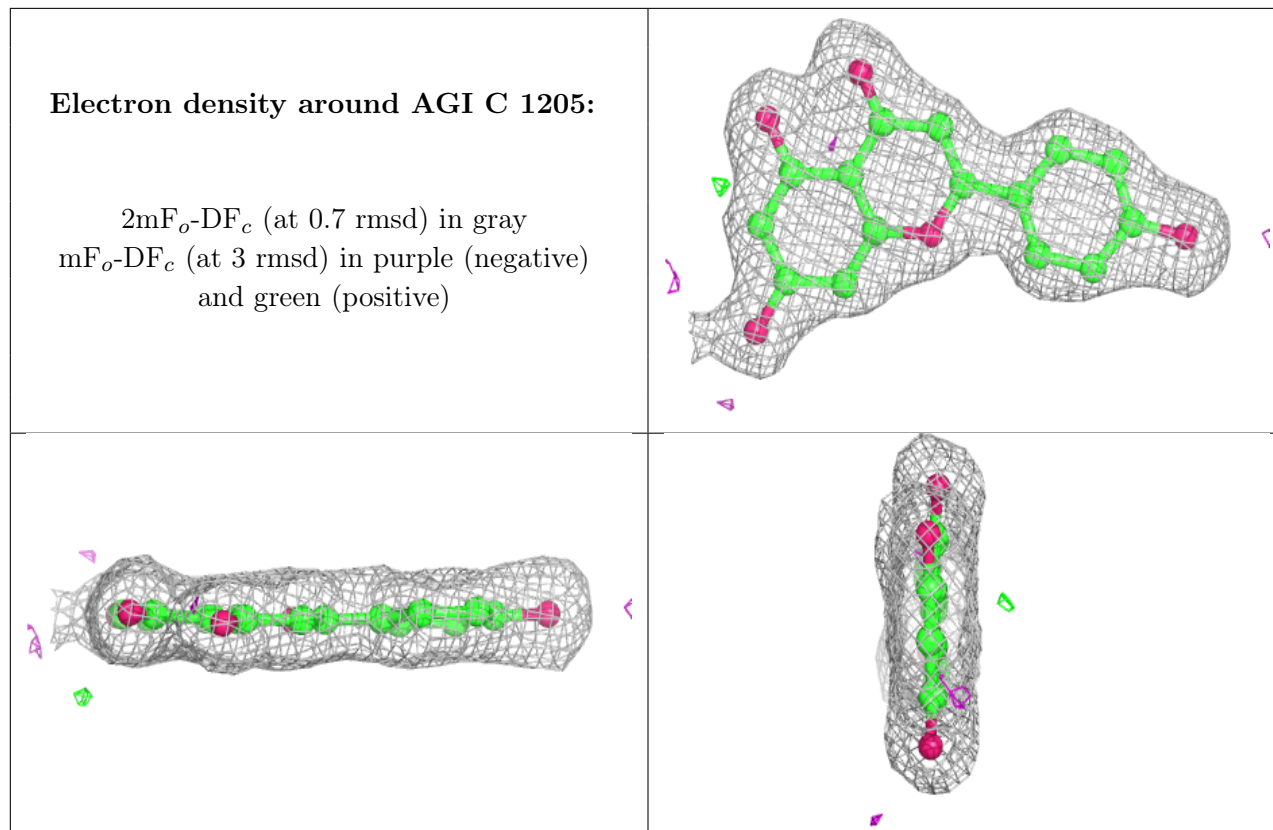 Electron density around AGI C 1205:
2mFₒ-DF𝒸 (at 0.7 rmsd) in gray
mFₒ-DF𝒸 (at 3 rmsd) in purple (negative)
and green (positive)